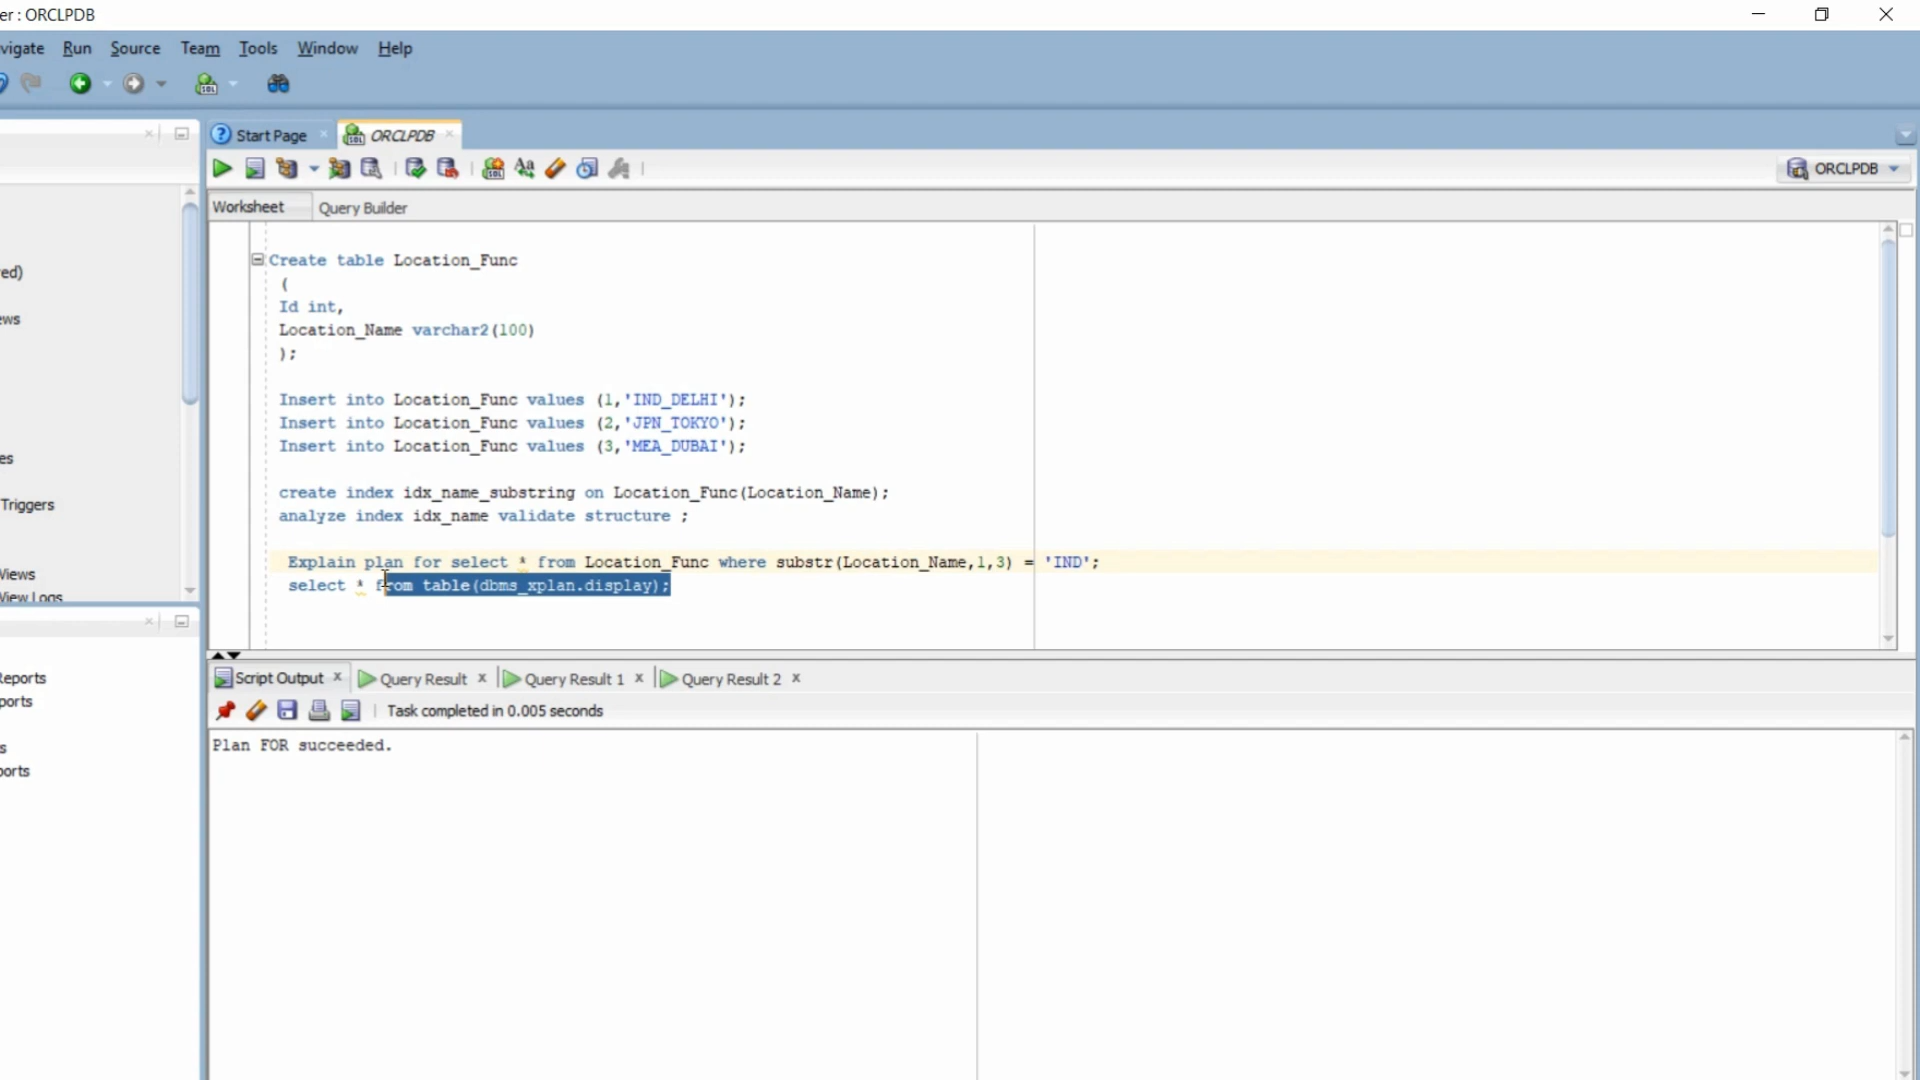 er : ORCLPDB
vigate Run Source Team Tools Window Help
Start Page ORCLPDB
ORCLPDB
Worksheet Query Builder
Create table Location_Func
(
Id int,
Location_Name varchar2(100)
);
Insert into Location_Func values (1,'IND_DELHI');
Insert into Location_Func values (2,'JPN_TOKYO');
Insert into Location_Func values (3,'MEA_DUBAI');
create index idx_name_substring on Location_Func(Location_Name);
analyze index idx_name validate structure ;
Explain plan for select * from Location_Func where substr(Location_Name,1,3) = 'IND';
select * from table(dbms_xplan.display);
red)
ews
es
Triggers
Views
View Logs
Reports
ports
s
ports
Script Output Query Result Query Result 1 Query Result 2
Task completed in 0.005 seconds
Plan FOR succeeded.